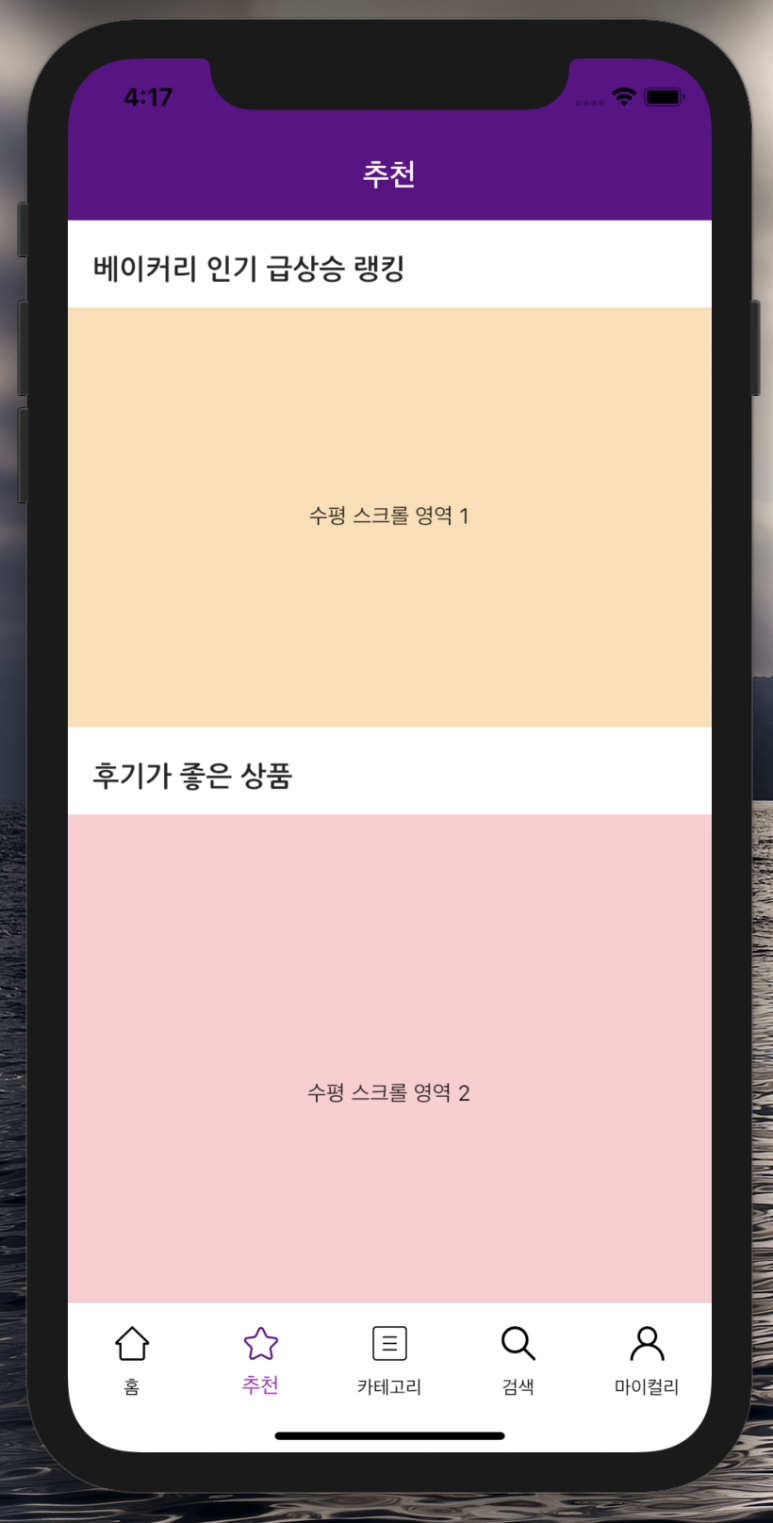 4:17
추천
베이커리 인기 급상승 랭킹
수평 스크롤 영역 1
후기가 좋은 상품
수평 스크롤 영역 2
홈
추천
카테고리
검색
마이컬리